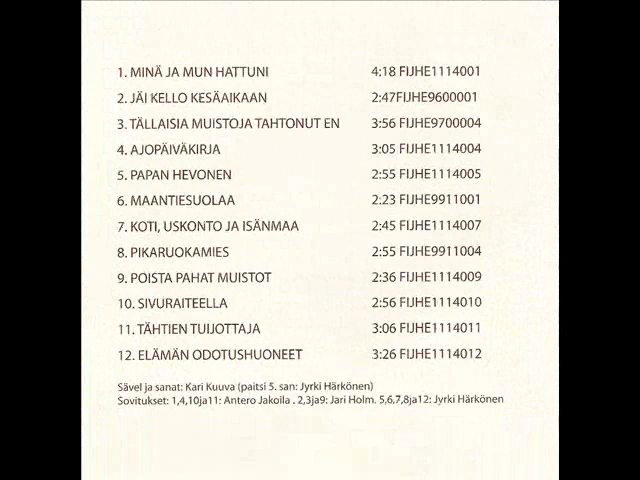 1. MINÄ JA MUN HATTUNI 4:18 FIJHE1114001
2. JÄI KELLO KESÄAIKAAN 2:47FIJHE9600001
3. TÄLLAISIA MUISTOJA TAHTONUT EN 3:56 FIJHE9700004
4. AJOPÄIVÄKIRJA 3:05 FIJHE1114004
5. PAPAN HEVONEN 2:55 FIJHE1114005
6. MAANTIESUOLAA 2:23 FIJHE9911001
7. KOTI, USKONTO JA ISÄNMAA 2:45 FIJHE1114007
8. PIKARUOKAMIES 2:55 FIJHE9911004
9. POISTA PAHAT MUISTOT 2:36 FIJHE1114009
10. SIVURAITEELLA 2:56 FIJHE1114010
11. TÄHTIEN TUIJOTTAJA 3:06 FIJHE1114011
12. ELÄMÄN ODOTUSHUONEET 3:26 FIJHE1114012
Sävel ja sanat: Kari Kuuva (paitsi 5. san: Jyrki Härkönen)
Sovitukset: 1,4,10ja11: Antero Jakoila . 2,3ja9: Jari Holm. 5,6,7,8ja12: Jyrki Härkönen